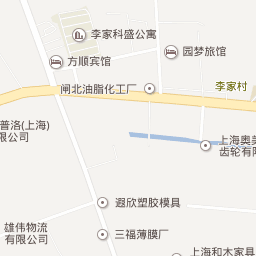 李家科盛公寓
园梦旅馆
方顺宾馆
闸北油脂化工厂
李家村
普洛(上海)
限公司
上海奥美
齿轮有限
遐欣塑胶模具
雄伟物流
有限公司
三福薄膜厂
上海和木家具